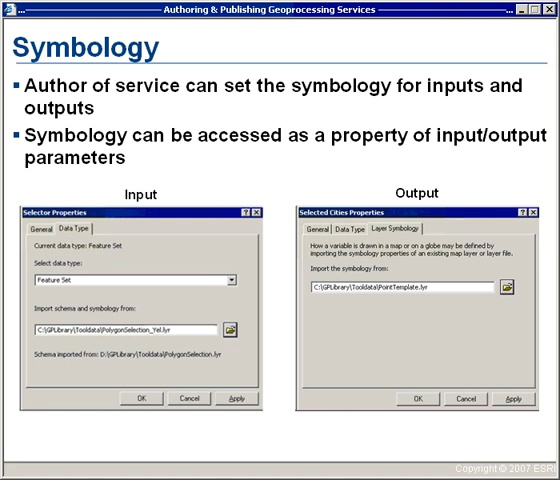 Authoring & Publishing Geoprocessing Services
Symbology
Author of service can set the symbology for inputs and
outputs
Symbology can be accessed as a property of input/output
parameters
Input
Selector Properties
General Data Type
Current data type: Feature Set
Select data type:
Feature Set
Import schema and symbology from:
C:\GPLibrary\Tooldata\PolygonSelection_Yel.lyr
Schema imported from: D:\GPLibrary\Tooldata\PolygonSelection.lyr
OK Cancel Apply
Output
Selected Cities Properties
General Data Type Layer Symbology
How a variable is drawn in a map or on a globe may be defined by
importing the symbology properties of an existing map layer or layer file.
Import the symbology from:
C:\GPLibrary\Tooldata\PointTemplate.lyr
OK Cancel Apply
Copyright © 2007 ESRI